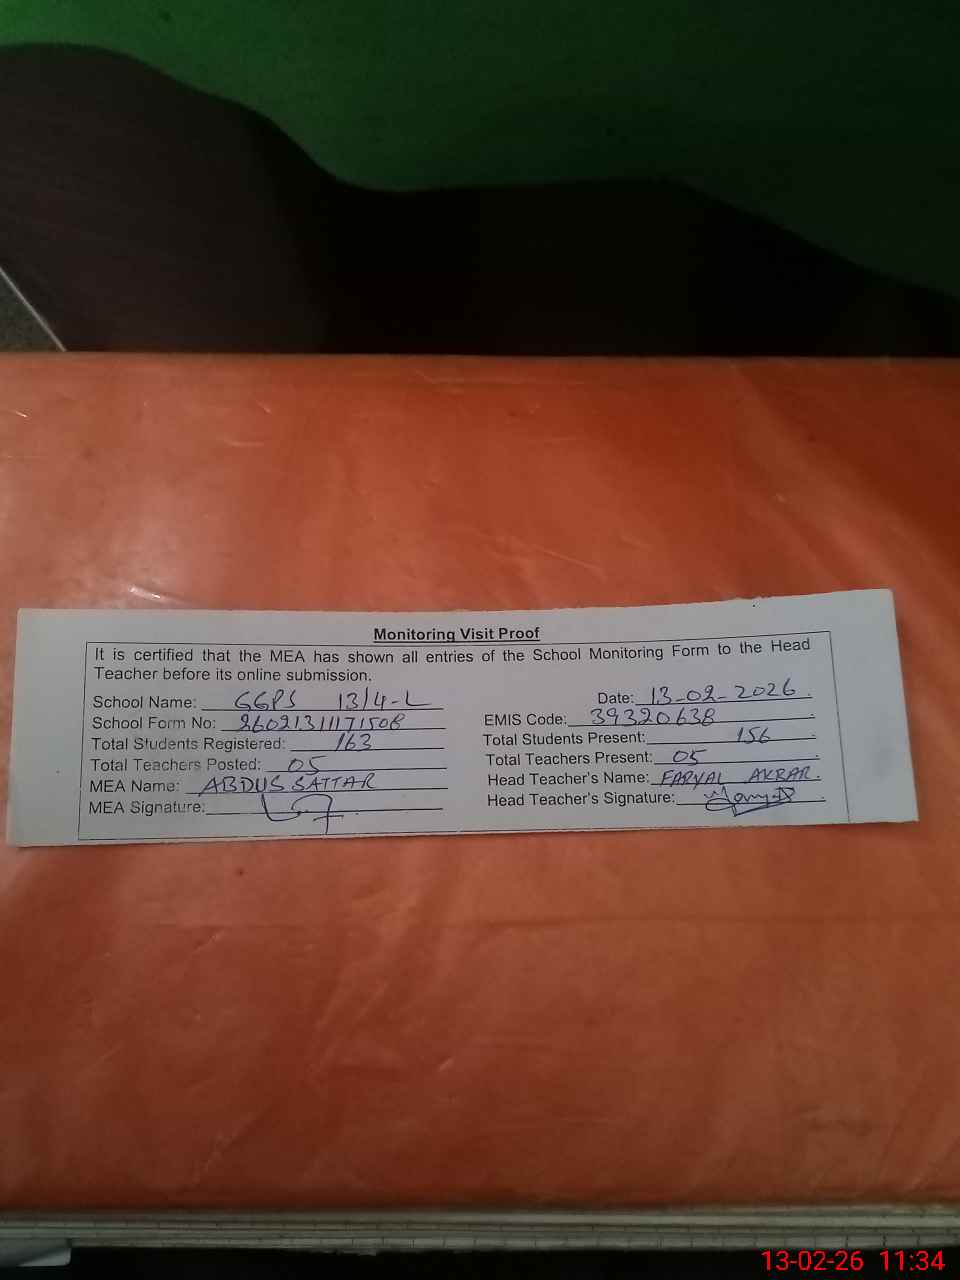 Monitoring Visit Proof
It is certified that the MEA has shown all entries of the School Monitoring Form to the Head
Teacher before its online submission.
School Name: GGPS 13/4-L Date: 13-02-2026
School Form No: 26021311171508 EMIS Code: 39320638
Total Students Registered: 163 Total Students Present: 156
Total Teachers Posted: 05 Total Teachers Present: 05
MEA Name: ABDUS SATTAR Head Teacher's Name: FARYAL
MEA Signature: Head Teacher's Signature:
13-02-26 11:34